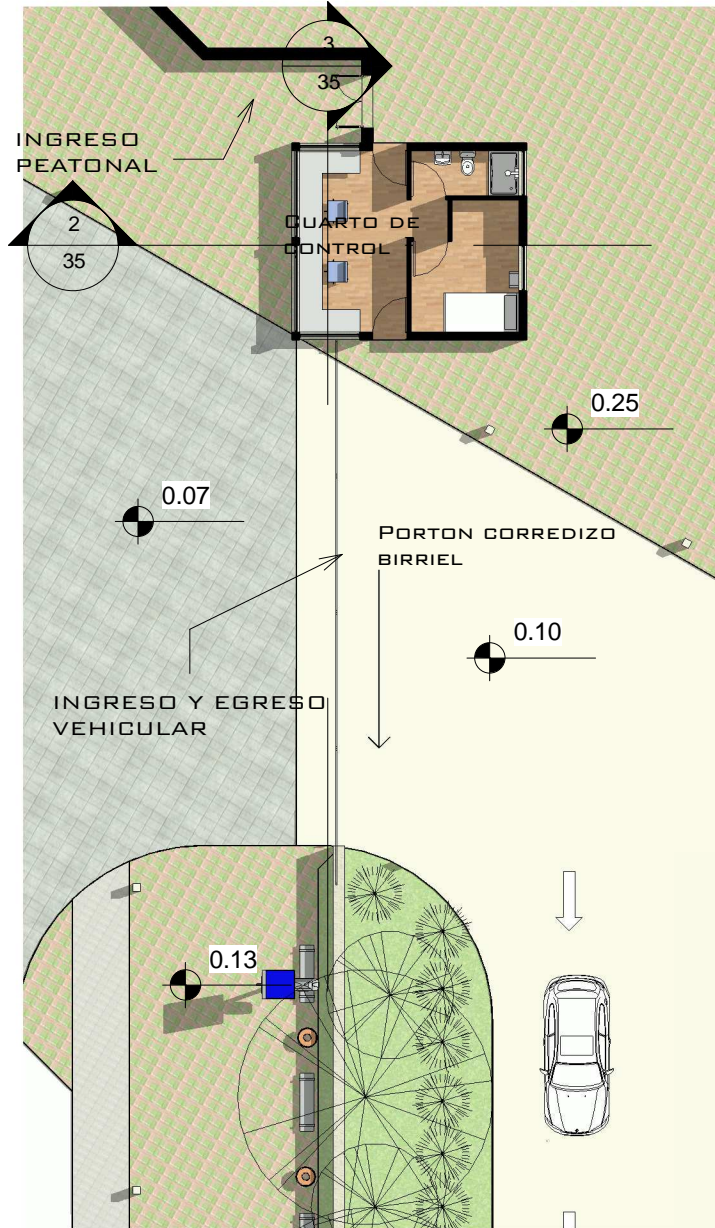 3
35
INGRESO
PEATONAL
2
35
CUARTO DE
CONTROL
0.25
0.07
PORTON CORREDIZO
BIRRIEL
0.10
INGRESO Y EGRESO
VEHICULAR
0.13